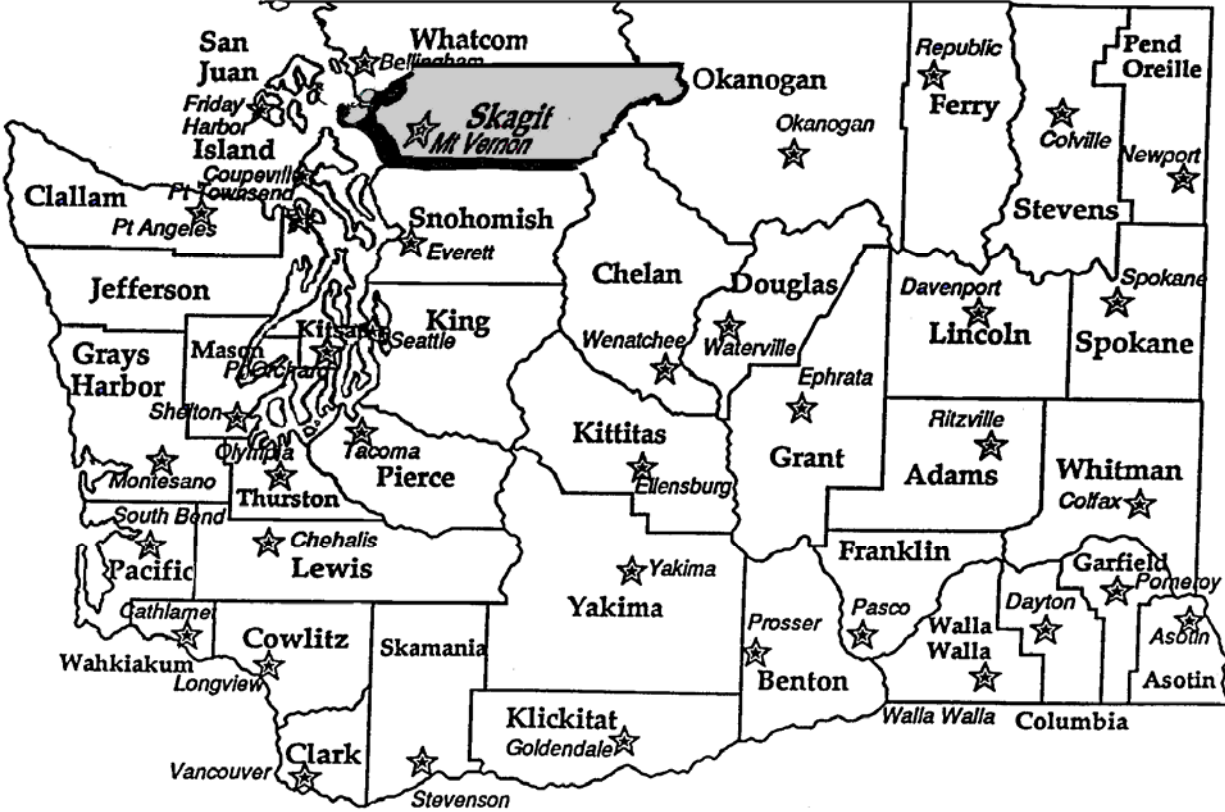 San
Juan
Friday
Harbor
Whatcom
Bellingham
Skagit
Mt Vernon
Okanogan
Okanogan
Republic
Ferry
Colville
Stevens
Pend
Oreille
Newport
Island
Coupeville
Pt Townsend
Clallam
Pt Angeles
Snohomish
Everett
Jefferson
Chelan
Wenatchee
Douglas
Waterville
Davenport
Lincoln
Spokane
Spokane
Grays
Harbor
Montesano
Mason
Shelton
Kitsap
Pt Orchard
King
Seattle
Olympia
Thurston
Tacoma
Pierce
Kittitas
Ellensburg
Ephrata
Grant
Ritzville
Adams
Whitman
Colfax
South Bend
Pacific
Chehalis
Lewis
Yakima
Yakima
Franklin
Pasco
Garfield
Pomeroy
Cathlamet
Wahkiakum
Cowlitz
Longview
Skamania
Stevenson
Prosser
Benton
Walla
Walla
Walla Walla
Dayton
Columbia
Asotin
Asotin
Klickitat
Goldendale
Clark
Vancouver